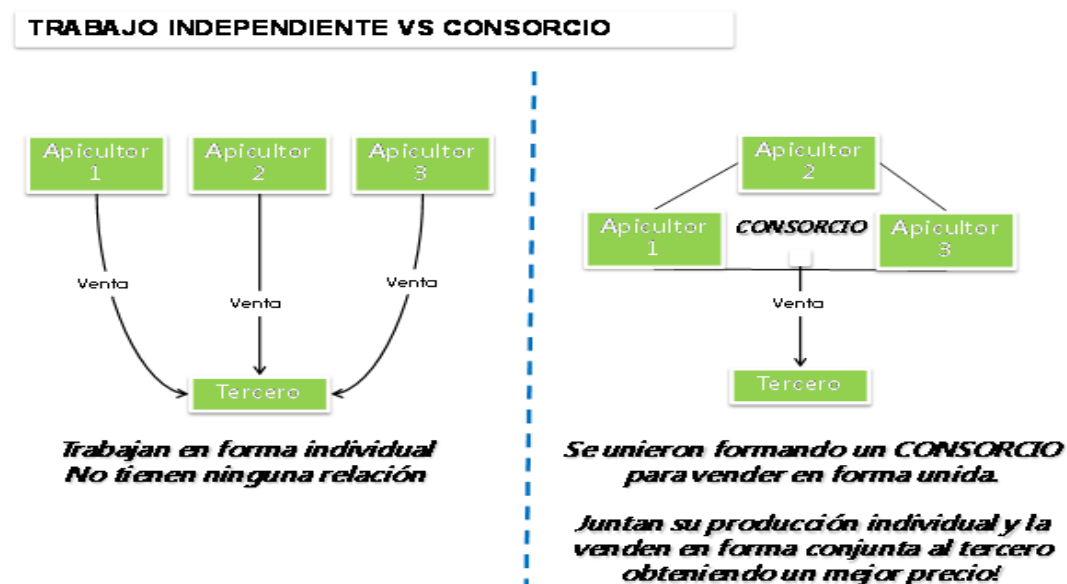 TRABAJO INDEPENDIENTE VS CONSORCIO
Apicultor
1
Apicultor
2
Apicultor
3
Venta
Venta
Venta
Tercero
Trabajan en forma individual
No tienen ninguna relación
Apicultor
2
Apicultor
1
CONSORCIO
Apicultor
3
Venta
Tercero
Se unieron formando un CONSORCIO
para vender en forma unida.
Juntan su producción individual y la
venden en forma conjunta al tercero
obteniendo un mejor precio!